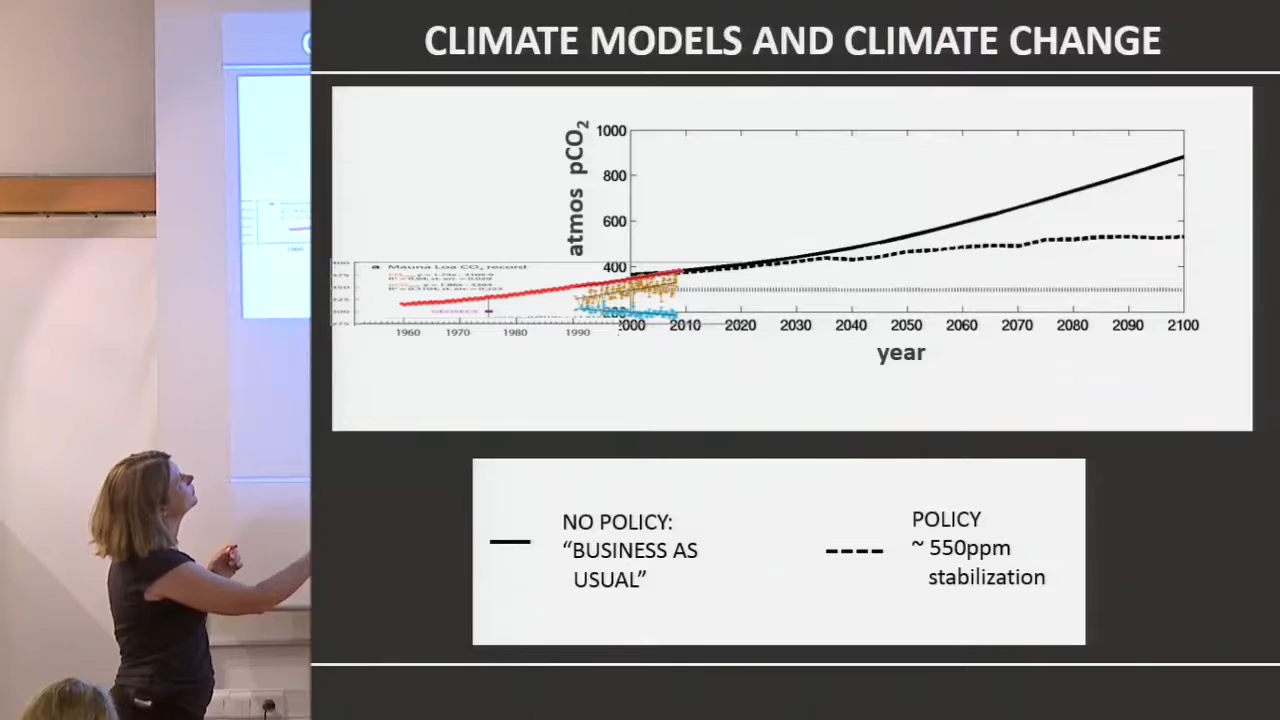 CLIMATE MODELS AND CLIMATE CHANGE
atmos pCO₂
1000
800
600
400
a Mauna Loa CO₂ record
GEOSECS
1960 1970 1980 1990 2000 2010 2020 2030 2040 2050 2060 2070 2080 2090 2100
year
NO POLICY:
“BUSINESS AS
USUAL”
POLICY
~ 550ppm
stabilization